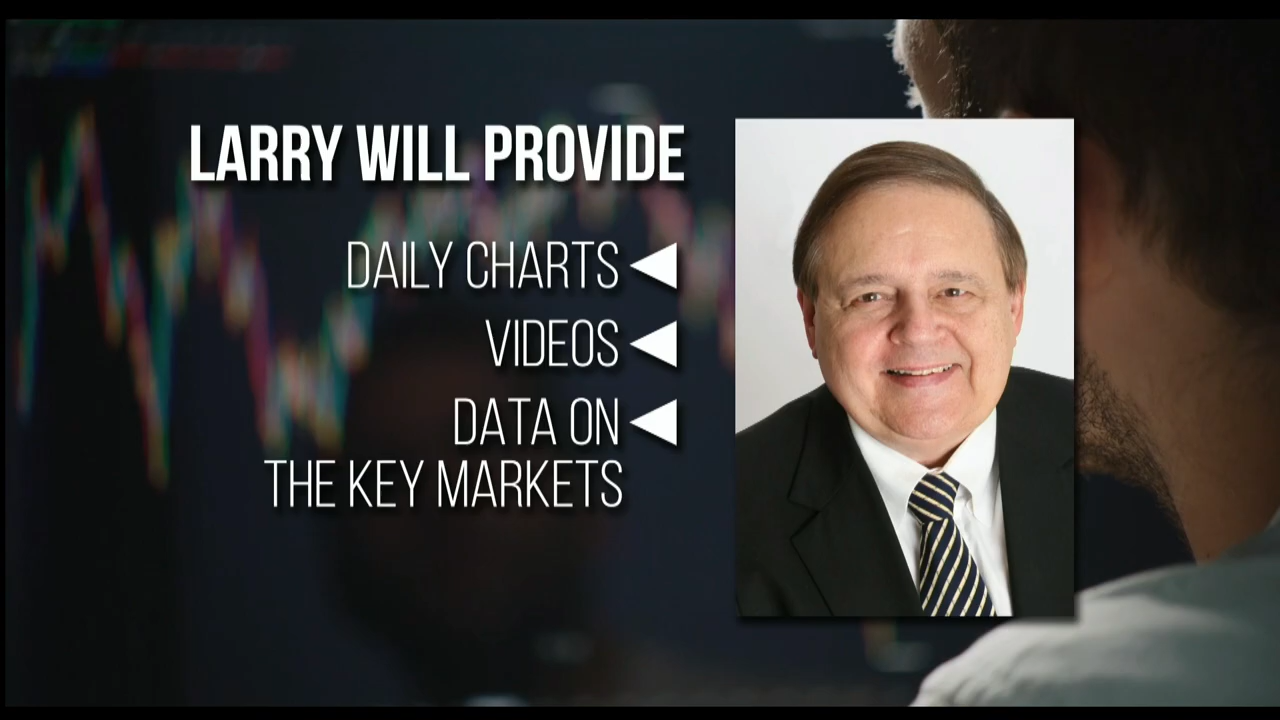 LARRY WILL PROVIDE
DAILY CHARTS
VIDEOS
DATA ON
THE KEY MARKETS